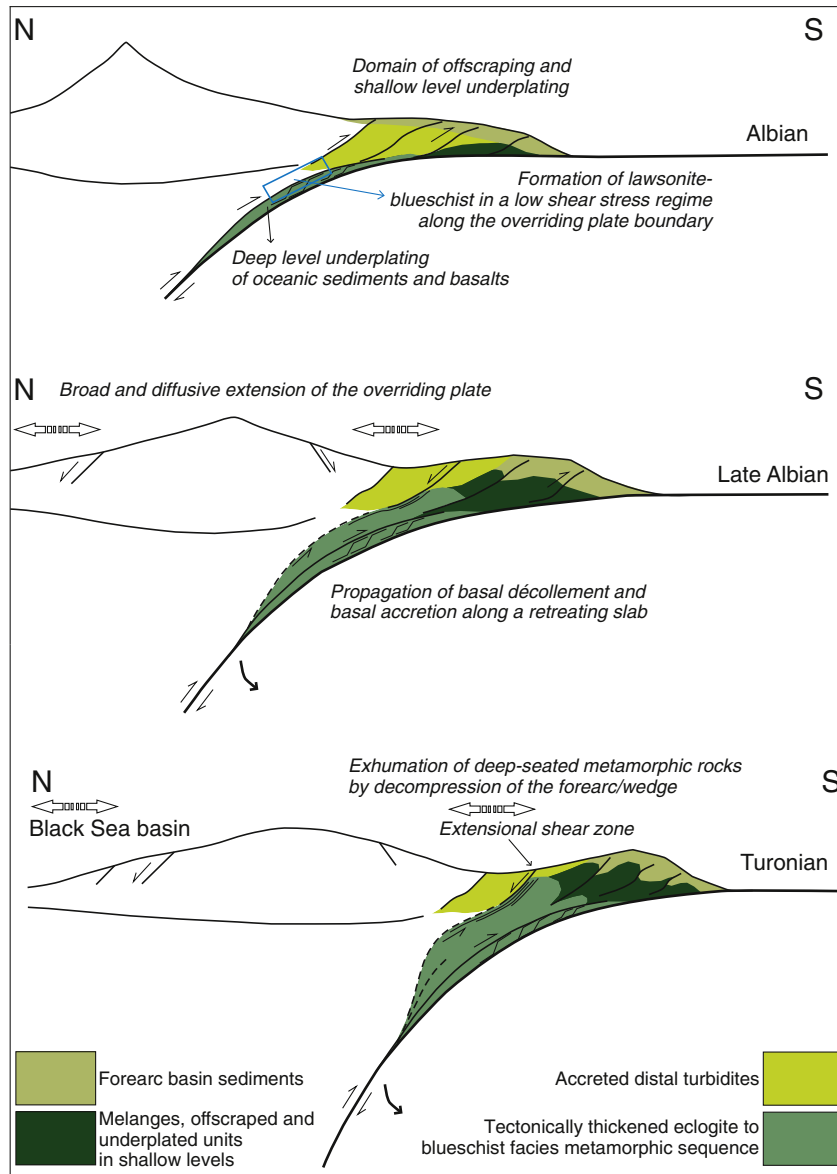 N
S
Domain of offscraping and
shallow level underplating
Albian
Formation of lawsonite-
blueschist in a low shear stress regime
along the overriding plate boundary
Deep level underplating
of oceanic sediments and basalts
N
S
Broad and diffusive extension of the overriding plate
Late Albian
Propagation of basal décollement and
basal accretion along a retreating slab
N
S
Exhumation of deep-seated metamorphic rocks
by decompression of the forearc/wedge
Black Sea basin
Extensional shear zone
Turonian
Forearc basin sediments
Melanges, offscraped and
underplated units
in shallow levels
Accreted distal turbidites
Tectonically thickened eclogite to
blueschist facies metamorphic sequence